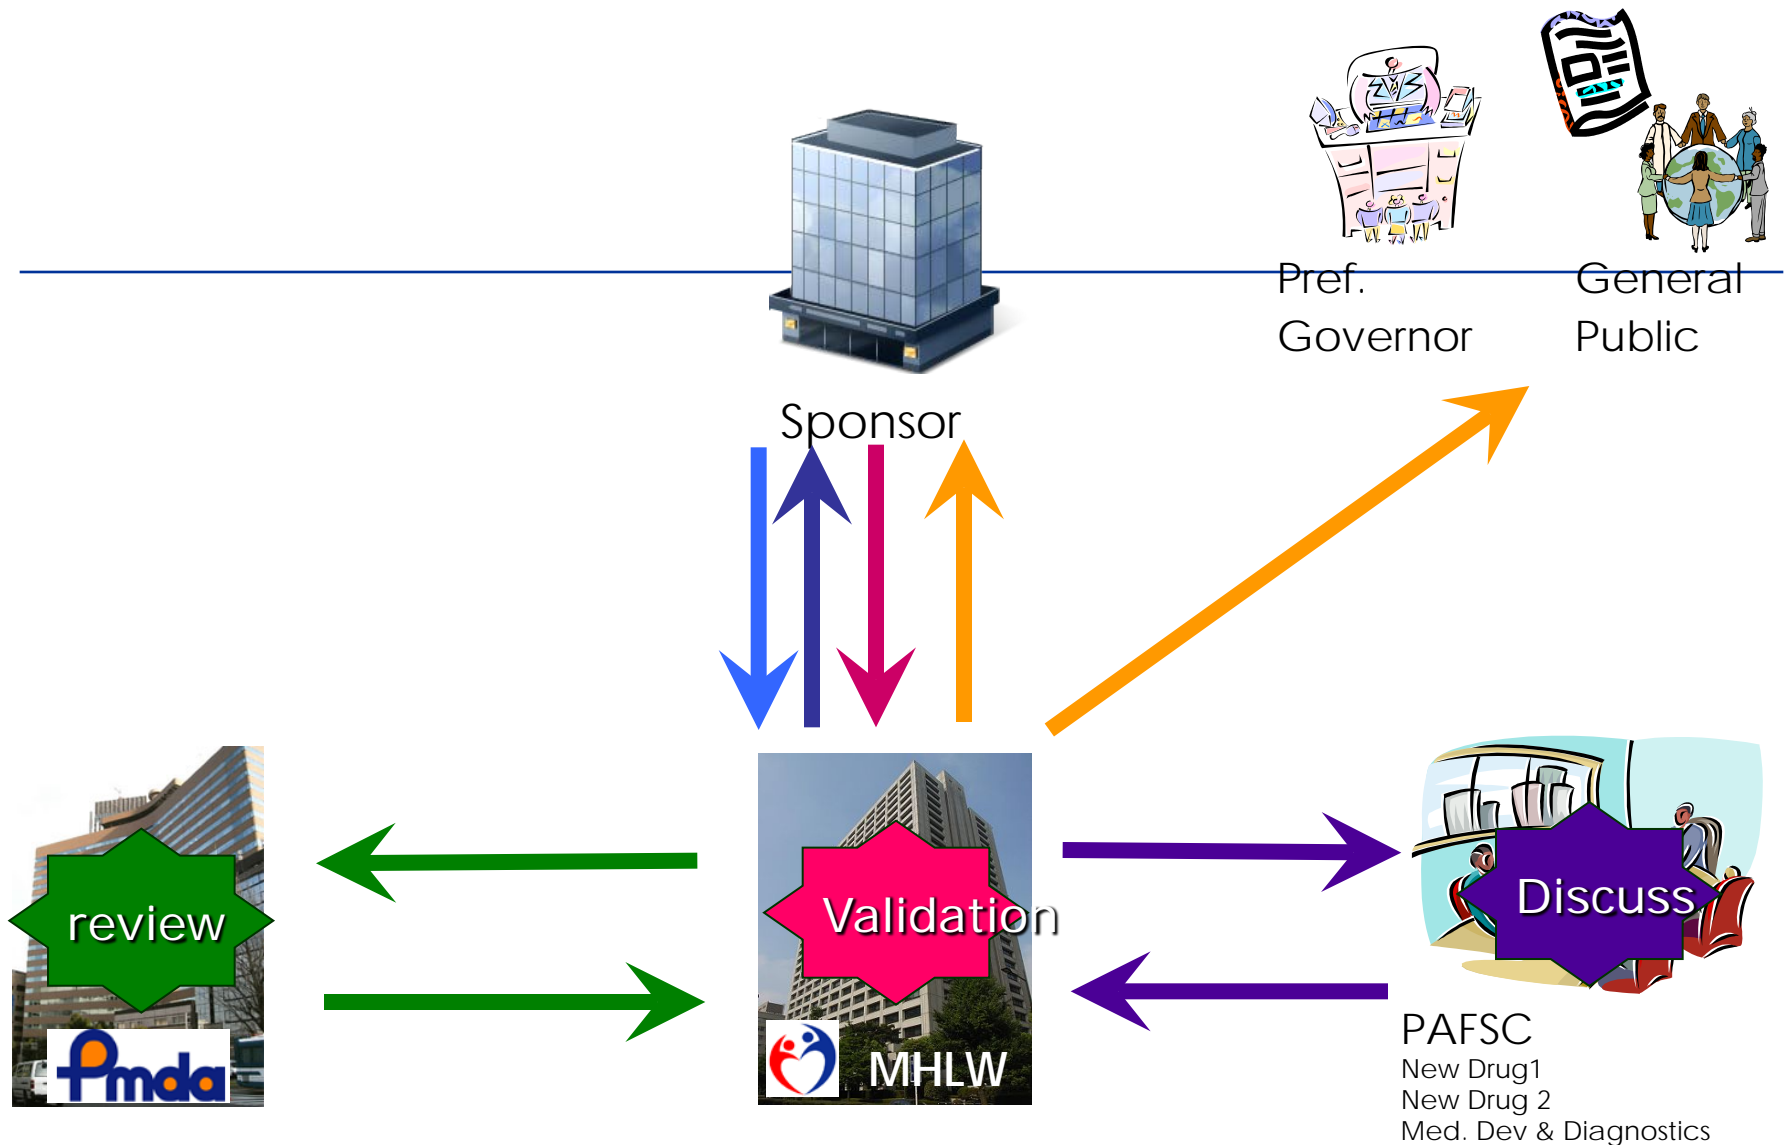 Pref.
Governor
General
Public
Sponsor
review
Validation
Discuss
Pmda
MHLW
PAFSC
New Drug1
New Drug 2
Med. Dev & Diagnostics